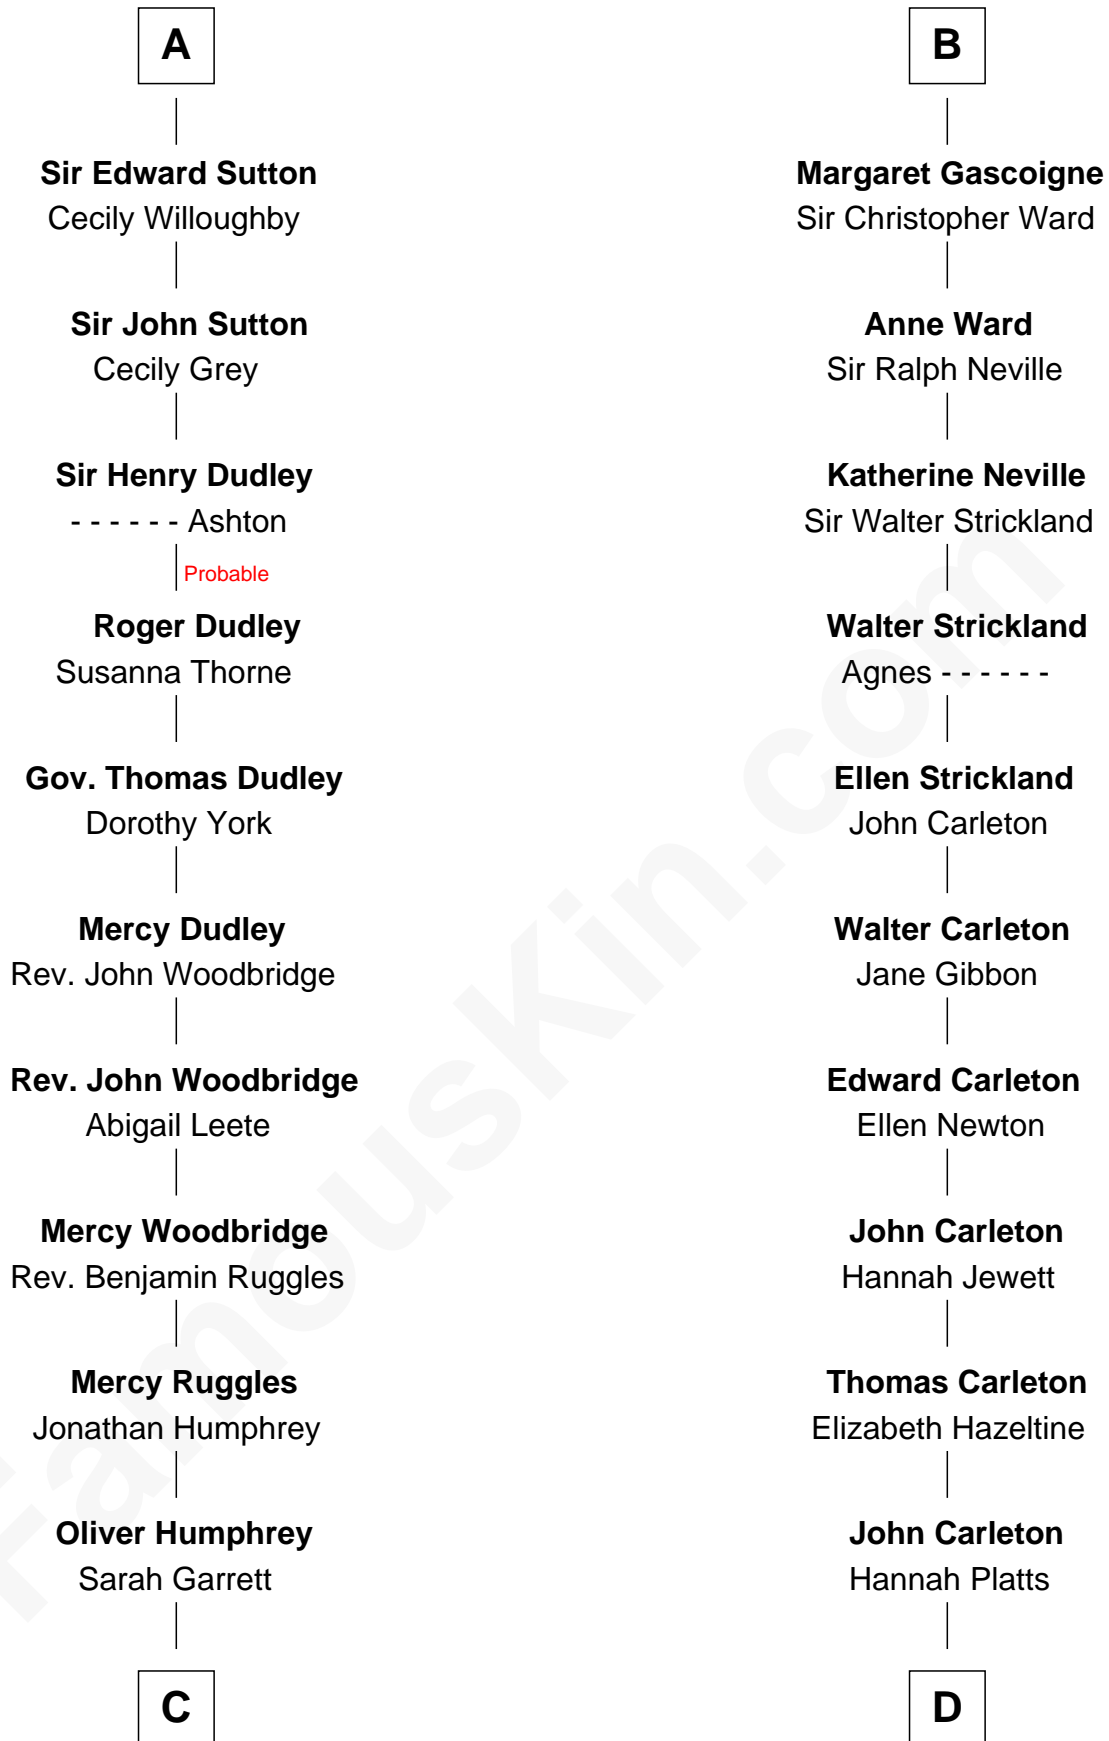 A
Sir Edward Sutton
Cecily Willoughby
Sir John Sutton
Cecily Grey
Sir Henry Dudley
- - - - - - Ashton
Probable
Roger Dudley
Susanna Thorne
Gov. Thomas Dudley
Dorothy York
Mercy Dudley
Rev. John Woodbridge
Rev. John Woodbridge
Abigail Leete
Mercy Woodbridge
Rev. Benjamin Ruggles
Mercy Ruggles
Jonathan Humphrey
Oliver Humphrey
Sarah Garrett
C
B
Margaret Gascoigne
Sir Christopher Ward
Anne Ward
Sir Ralph Neville
Katherine Neville
Sir Walter Strickland
Walter Strickland
Agnes - - - - - -
Ellen Strickland
John Carleton
Walter Carleton
Jane Gibbon
Edward Carleton
Ellen Newton
John Carleton
Hannah Jewett
Thomas Carleton
Elizabeth Hazeltine
John Carleton
Hannah Platts
D
FamousKin.com